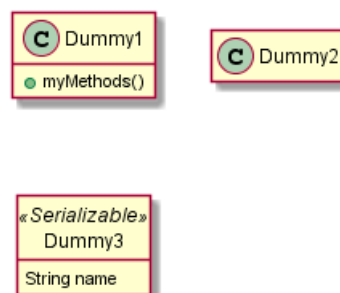 C Dummy1
myMethods()
C Dummy2
«Serializable»
Dummy3
String name